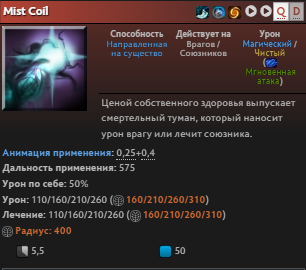 Mist Coil
Q D
Способность Действует на Урон
Направленная Врагы / Магический /
на существо Союзников Чистый
(Мгновенная
атака)
Ценой собственного здоровья выпускает
смертельный туман, который наносит
урон врагу или лечит союзника.
Анимация применения: 0,25+0,4
Дальность применения: 575
Урон по себе: 50%
Урон: 110/160/210/260 (160/210/260/310)
Лечение: 110/160/210/260 (160/210/260/310)
Радиус: 400
5,5 50